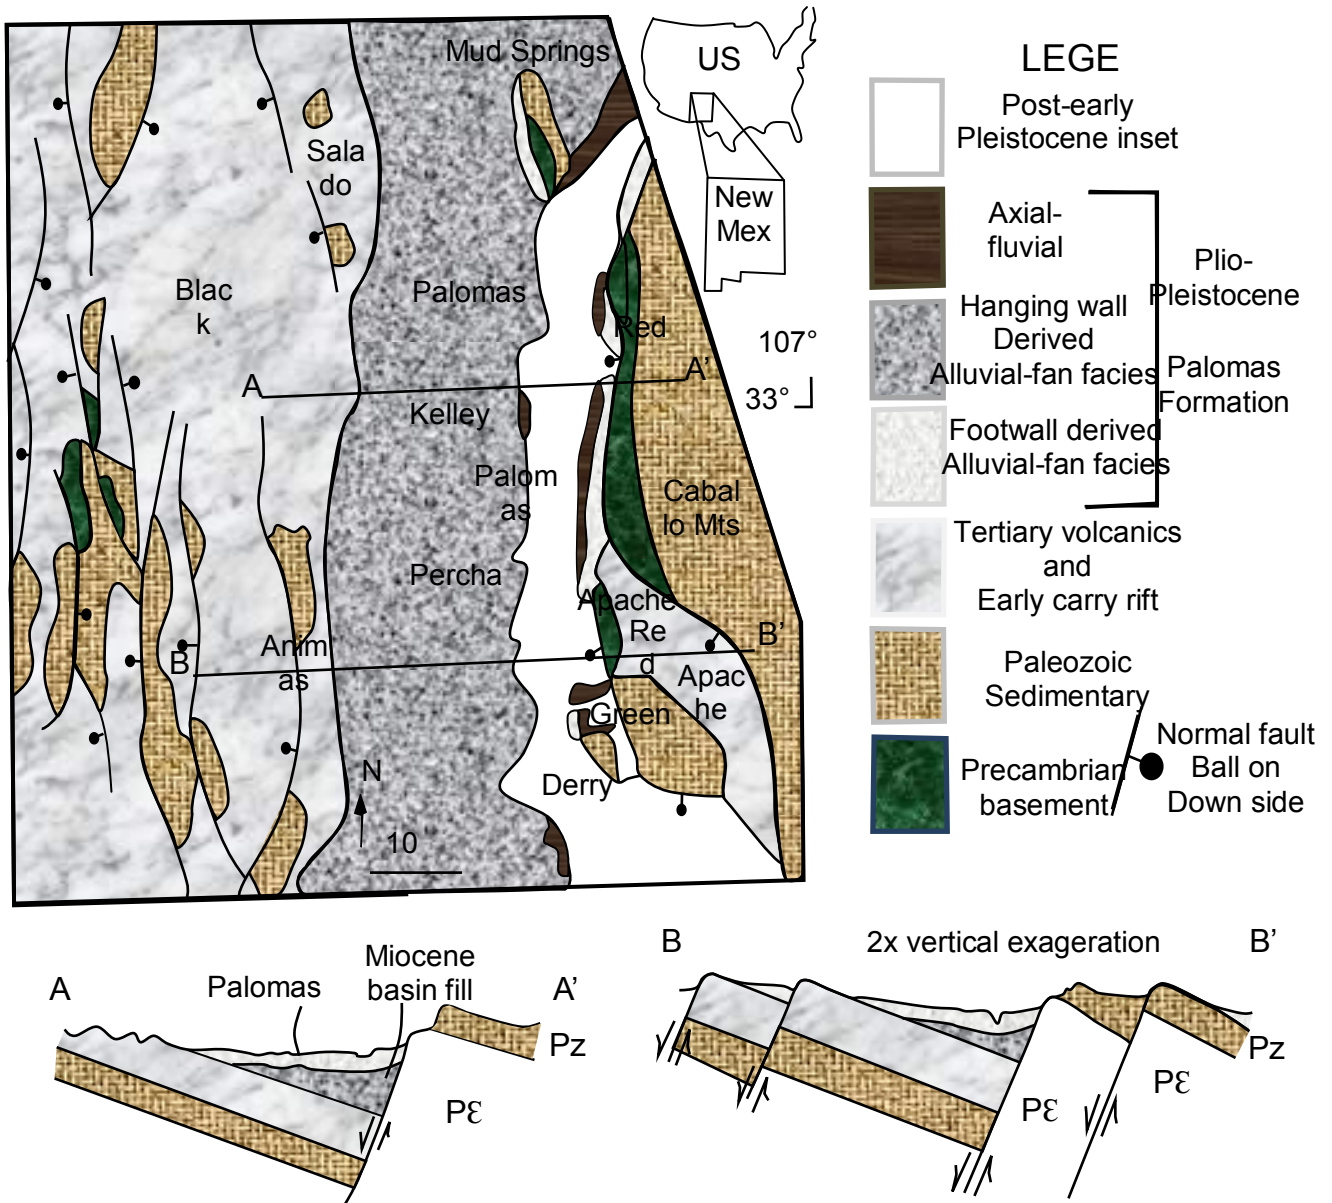 Mud Springs
Sala
do
Blac
k
Palomas
Red
A
A'
Kelley
Palom
as
Cabal
lo Mts
Percha
Apache
Re
d
B
B'
Anim
as
Apac
he
Green
Derry
N
10
US
New
Mex
107°
33°
LEGE
Post-early
Pleistocene inset
Axial-
fluvial
Hanging wall
Derived
Alluvial-fan facies
Footwall derived
Alluvial-fan facies
Plio-
Pleistocene
Palomas
Formation
Tertiary volcanics
and
Early carry rift
Paleozoic
Sedimentary
Precambrian
basement
Normal fault
Ball on
Down side
A
Palomas
Miocene
basin fill
A'
Pz
PƐ
B
2x vertical exageration
B'
Pz
PƐ
PƐ